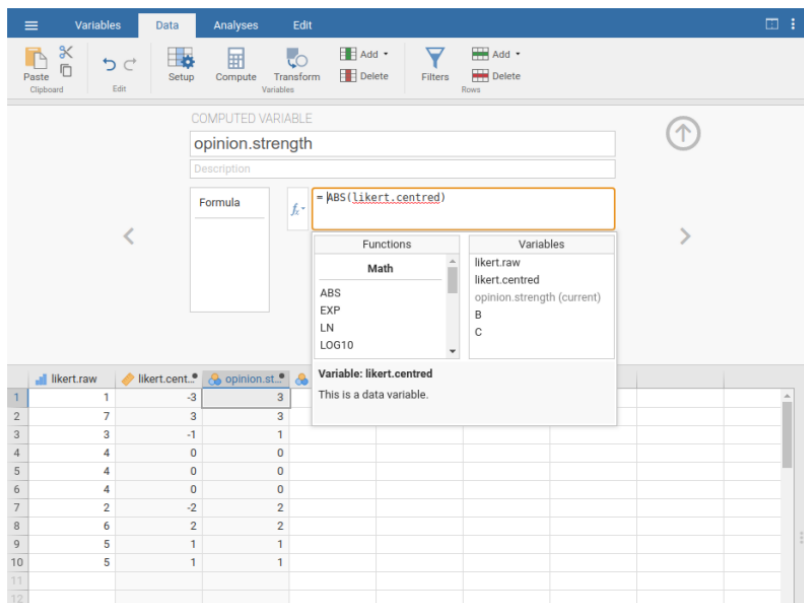 Variables Data Analyses Edit
Paste
Clipboard
Edit
Setup Compute Transform
Variables
Add
Delete
Filters
Add
Delete
Rows
COMPUTED VARIABLE
opinion.strength
Description
Formula
fx
= ABS(likert.centred)
Functions
Math
ABS
EXP
LN
LOG10
Variables
likert.raw
likert.centred
opinion.strength (current)
B
C
Variable: likert.centred
This is a data variable.
likert.raw likert.cent... opinion.st...
1 1 -3 3
2 7 3 3
3 3 -1 1
4 4 0 0
5 4 0 0
6 4 0 0
7 2 -2 2
8 6 2 2
9 5 1 1
10 5 1 1
11
12